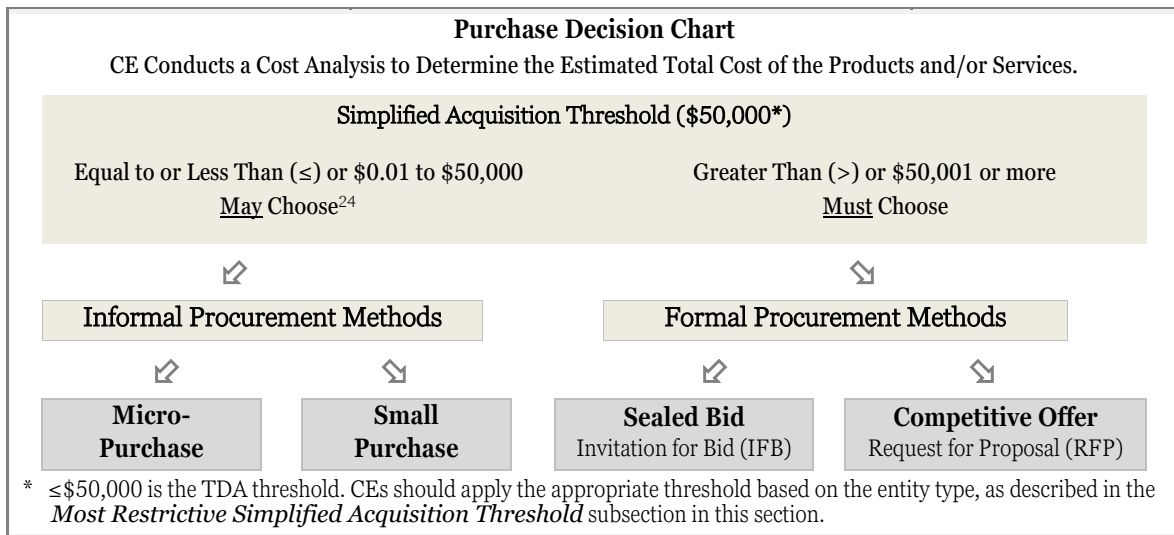 Purchase Decision Chart
CE Conducts a Cost Analysis to Determine the Estimated Total Cost of the Products and/or Services.
Simplified Acquisition Threshold ($50,000*)
Equal to or Less Than (≤) or $0.01 to $50,000
May Choose24
Greater Than (>) or $50,001 or more
Must Choose
Informal Procurement Methods
Formal Procurement Methods
Micro-
Purchase
Small
Purchase
Sealed Bid
Invitation for Bid (IFB)
Competitive Offer
Request for Proposal (RFP)
* ≤$50,000 is the TDA threshold. CEs should apply the appropriate threshold based on the entity type, as described in the
Most Restrictive Simplified Acquisition Threshold subsection in this section.